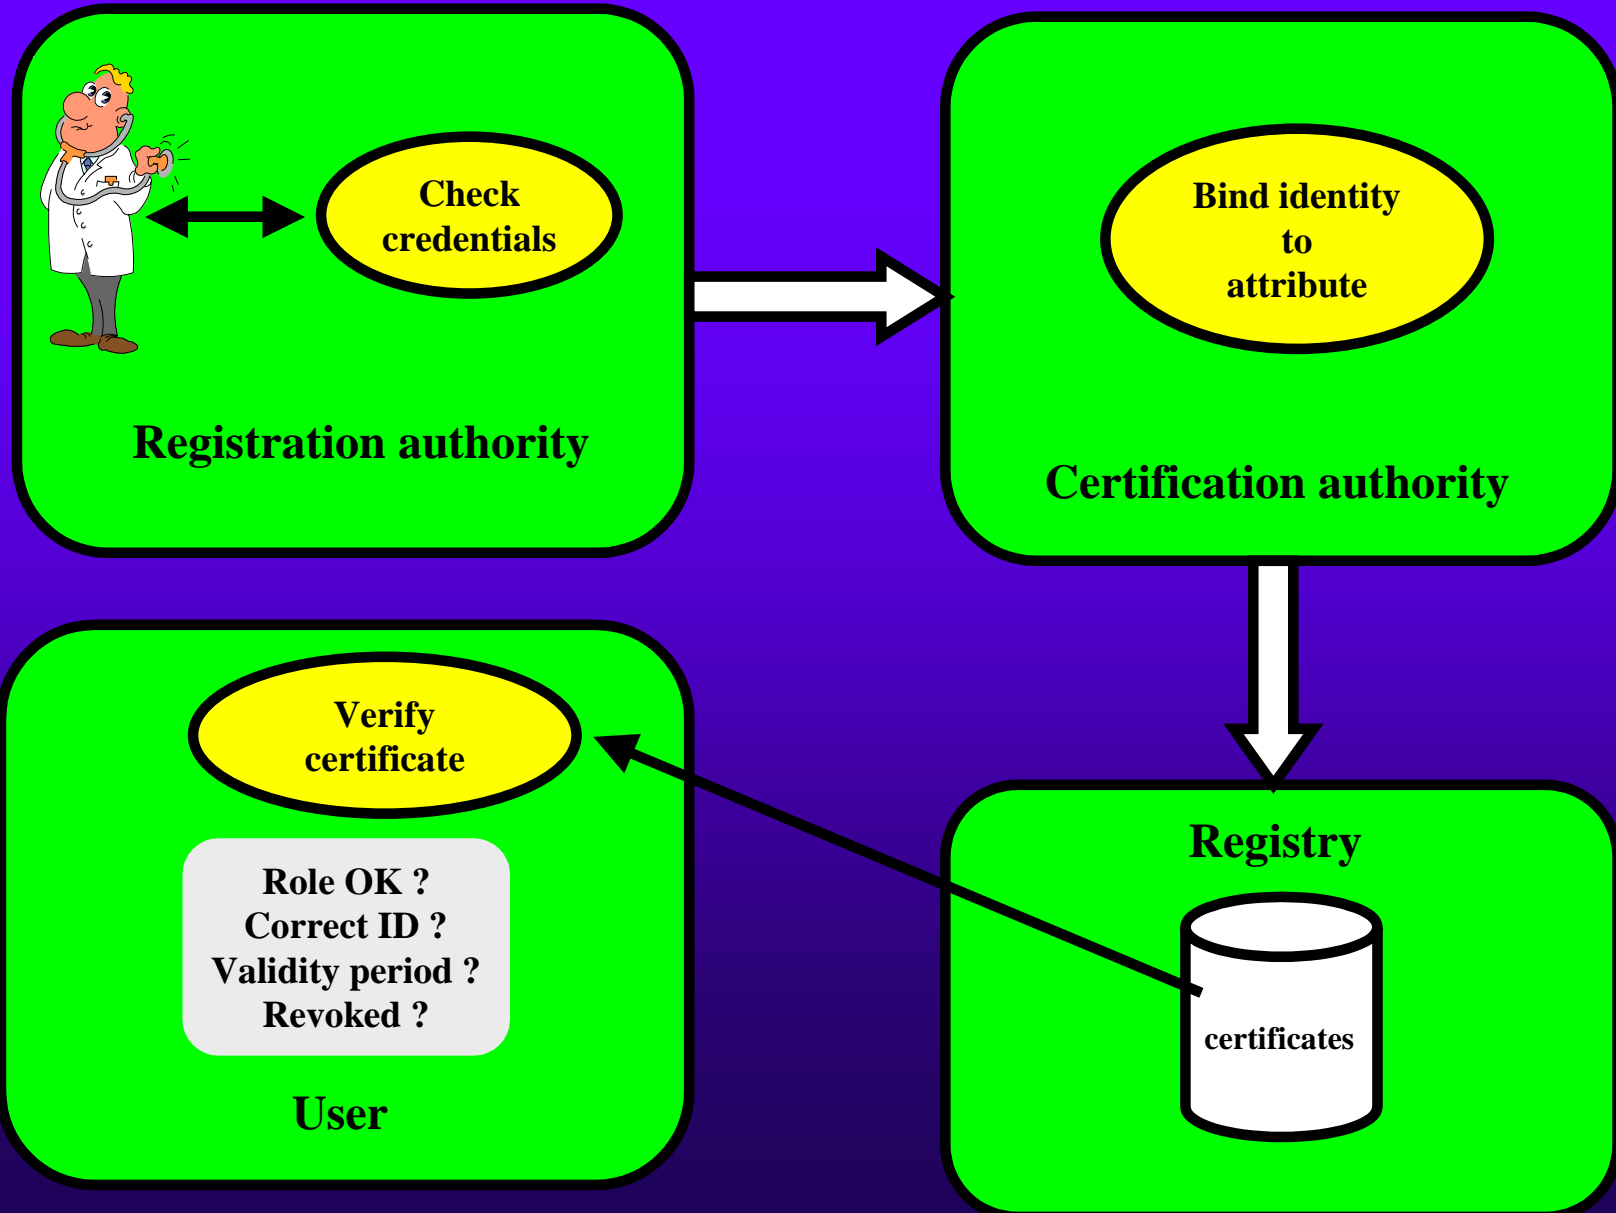 Check
credentials
Registration authority
Bind identity
to
attribute
Certification authority
Verify
certificate
Role OK ?
Correct ID ?
Validity period ?
Revoked ?
User
Registry
certificates